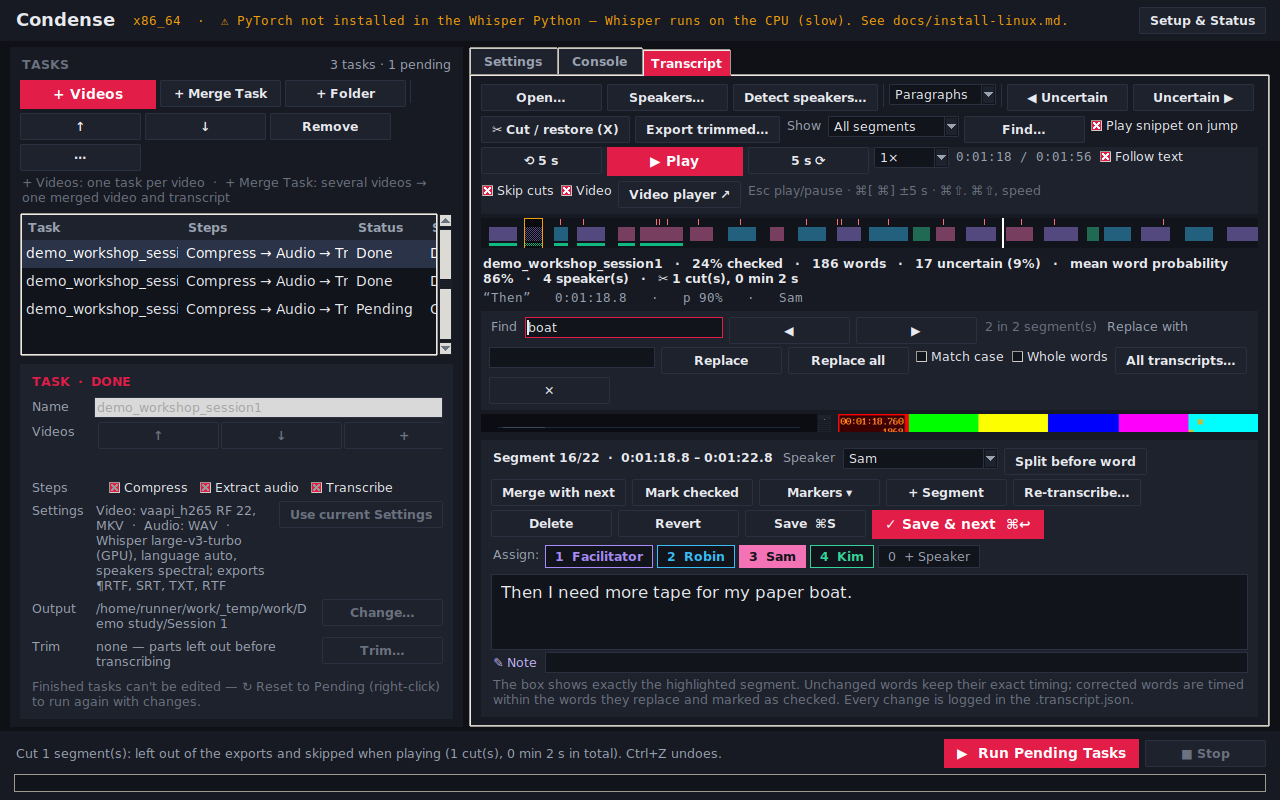 Condense x86_64 · ⚠ PyTorch not installed in the Whisper Python — Whisper runs on the CPU (slow). See docs/install-linux.md. Setup & Status
TASKS 3 tasks · 1 pending
+ Videos + Merge Task + Folder
↑ ↓ Remove
…
+ Videos: one task per video · + Merge Task: several videos →
one merged video and transcript
Task Steps Status S
demo_workshop_sessi Compress → Audio → Tr Done D
demo_workshop_sessi Compress → Audio → Tr Done D
demo_workshop_sessi Compress → Audio → Tr Pending
TASK · DONE
Name demo_workshop_session1
Videos ↑ ↓ +
Steps Compress Extract audio Transcribe
Settings Video: vaapi_h265 RF 22, Use current Settings
MKV · Audio: WAV ·
Whisper large-v3-turbo
(GPU), language auto,
speakers spectral; exports
¶RTF, SRT, TXT, RTF
Output /home/runner/work/_temp/work/D Change…
emo study/Session 1
Trim none — parts left out before Trim…
transcribing
Finished tasks can't be edited — ↻ Reset to Pending (right-click)
to run again with changes.
Settings Console Transcript
Open… Speakers… Detect speakers… Paragraphs ◀ Uncertain Uncertain ▶
✂ Cut / restore (X) Export trimmed… Show All segments Find… Play snippet on jump
⟲ 5 s ▶ Play 5 s ⟳ 1× 0:01:18 / 0:01:56 Follow text
Skip cuts Video Video player ↗ Esc play/pause · ⌘[ ⌘] ±5 s · ⌘⇧. ⌘⇧, speed
demo_workshop_session1 · 24% checked · 186 words · 17 uncertain (9%) · mean word probability
86% · 4 speaker(s) · ✂ 1 cut(s), 0 min 2 s
“Then” 0:01:18.8 · p 90% · Sam
Find boat ◀ ▶ 2 in 2 segment(s) Replace with
Replace Replace all Match case Whole words All transcripts…
✕
00:01:18.760
Segment 16/22 · 0:01:18.8 – 0:01:22.8 Speaker Sam Split before word
Merge with next Mark checked Markers ▾ + Segment Re-transcribe…
Delete Revert Save ⌘S ✓ Save & next ⌘↩
Assign: 1 Facilitator 2 Robin 3 Sam 4 Kim 0 + Speaker
Then I need more tape for my paper boat.
✎ Note
The box shows exactly the highlighted segment. Unchanged words keep their exact timing; corrected words are timed
within the words they replace and marked as checked. Every change is logged in the .transcript.json.
Cut 1 segment(s): left out of the exports and skipped when playing (1 cut(s), 0 min 2 s in total). Ctrl+Z undoes. ▶ Run Pending Tasks ■ Stop